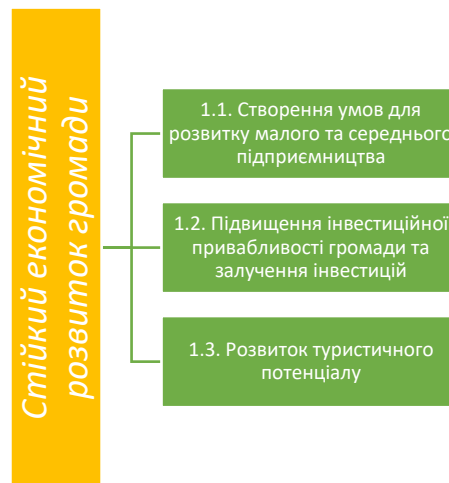 Стійкий економічний
розвиток громади
1.1. Створення умов для
розвитку малого та середнього
підприємництва
1.2. Підвищення інвестиційної
привабливості громади та
залучення інвестицій
1.3. Розвиток туристичного
потенціалу